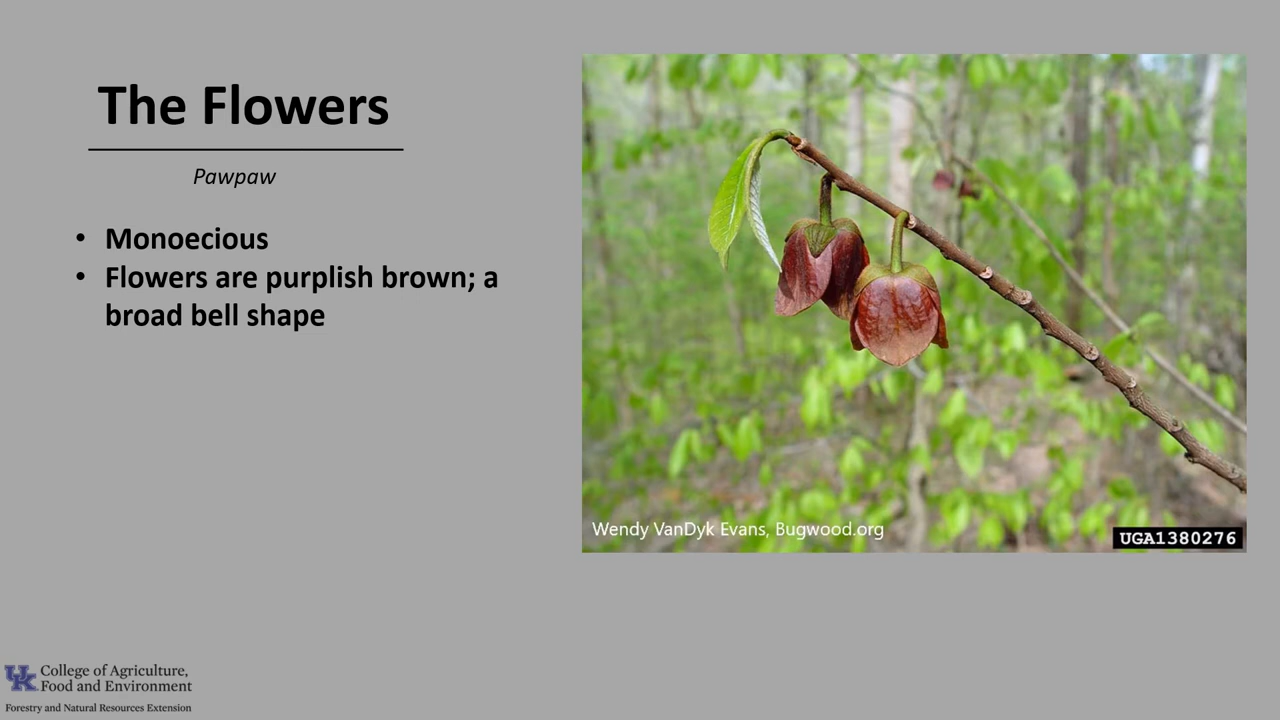 The Flowers
Pawpaw
• Monoecious
• Flowers are purplish brown; a
broad bell shape
Wendy VanDyk Evans, Bugwood.org
UGA1380276
UK College of Agriculture,
Food and Environment
Forestry and Natural Resources Extension